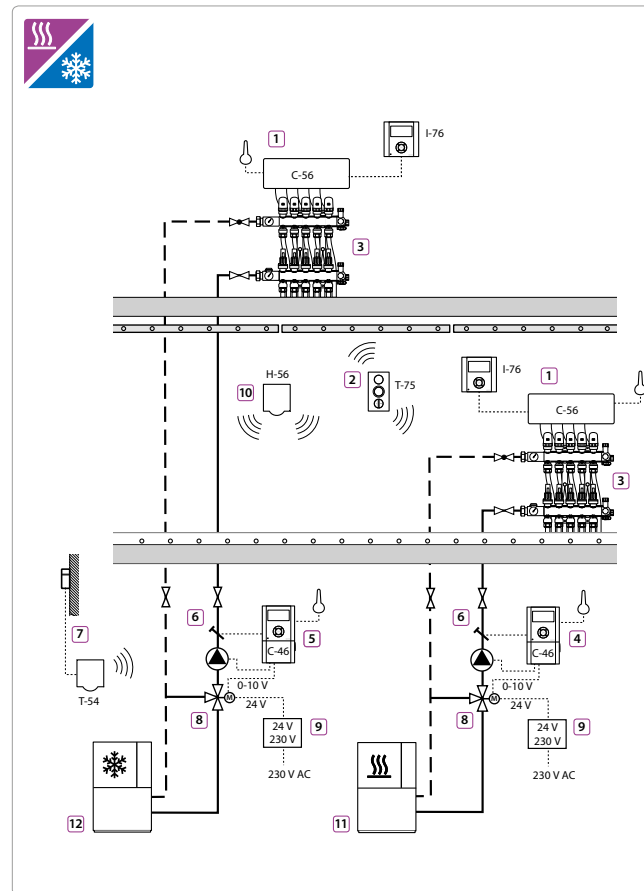 1
I-76
C-56
3
H-56
10
2
T-75
I-76
1
C-56
3
6
5
C-46
7
T-54
0-10 V
24 V
M
8
24 V
230 V
9
230 V AC
12
6
4
C-46
0-10 V
24 V
M
8
24 V
230 V
9
230 V AC
11